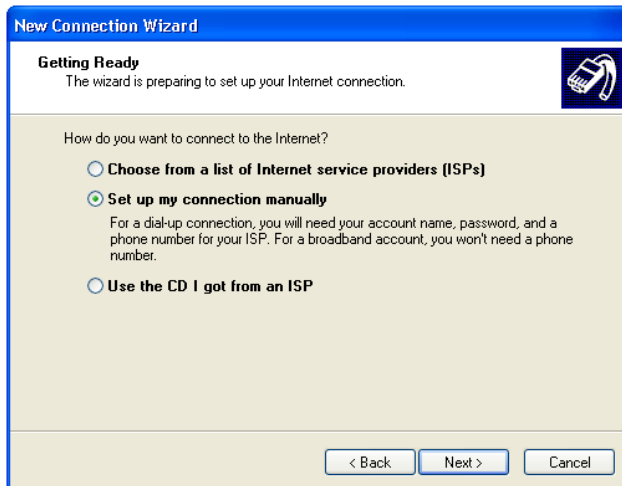 New Connection Wizard
Getting Ready
The wizard is preparing to set up your Internet connection.
How do you want to connect to the Internet?
Choose from a list of Internet service providers (ISPs)
Set up my connection manually
For a dial-up connection, you will need your account name, password, and a
phone number for your ISP. For a broadband account, you won't need a phone
number.
Use the CD I got from an ISP
< Back Next > Cancel